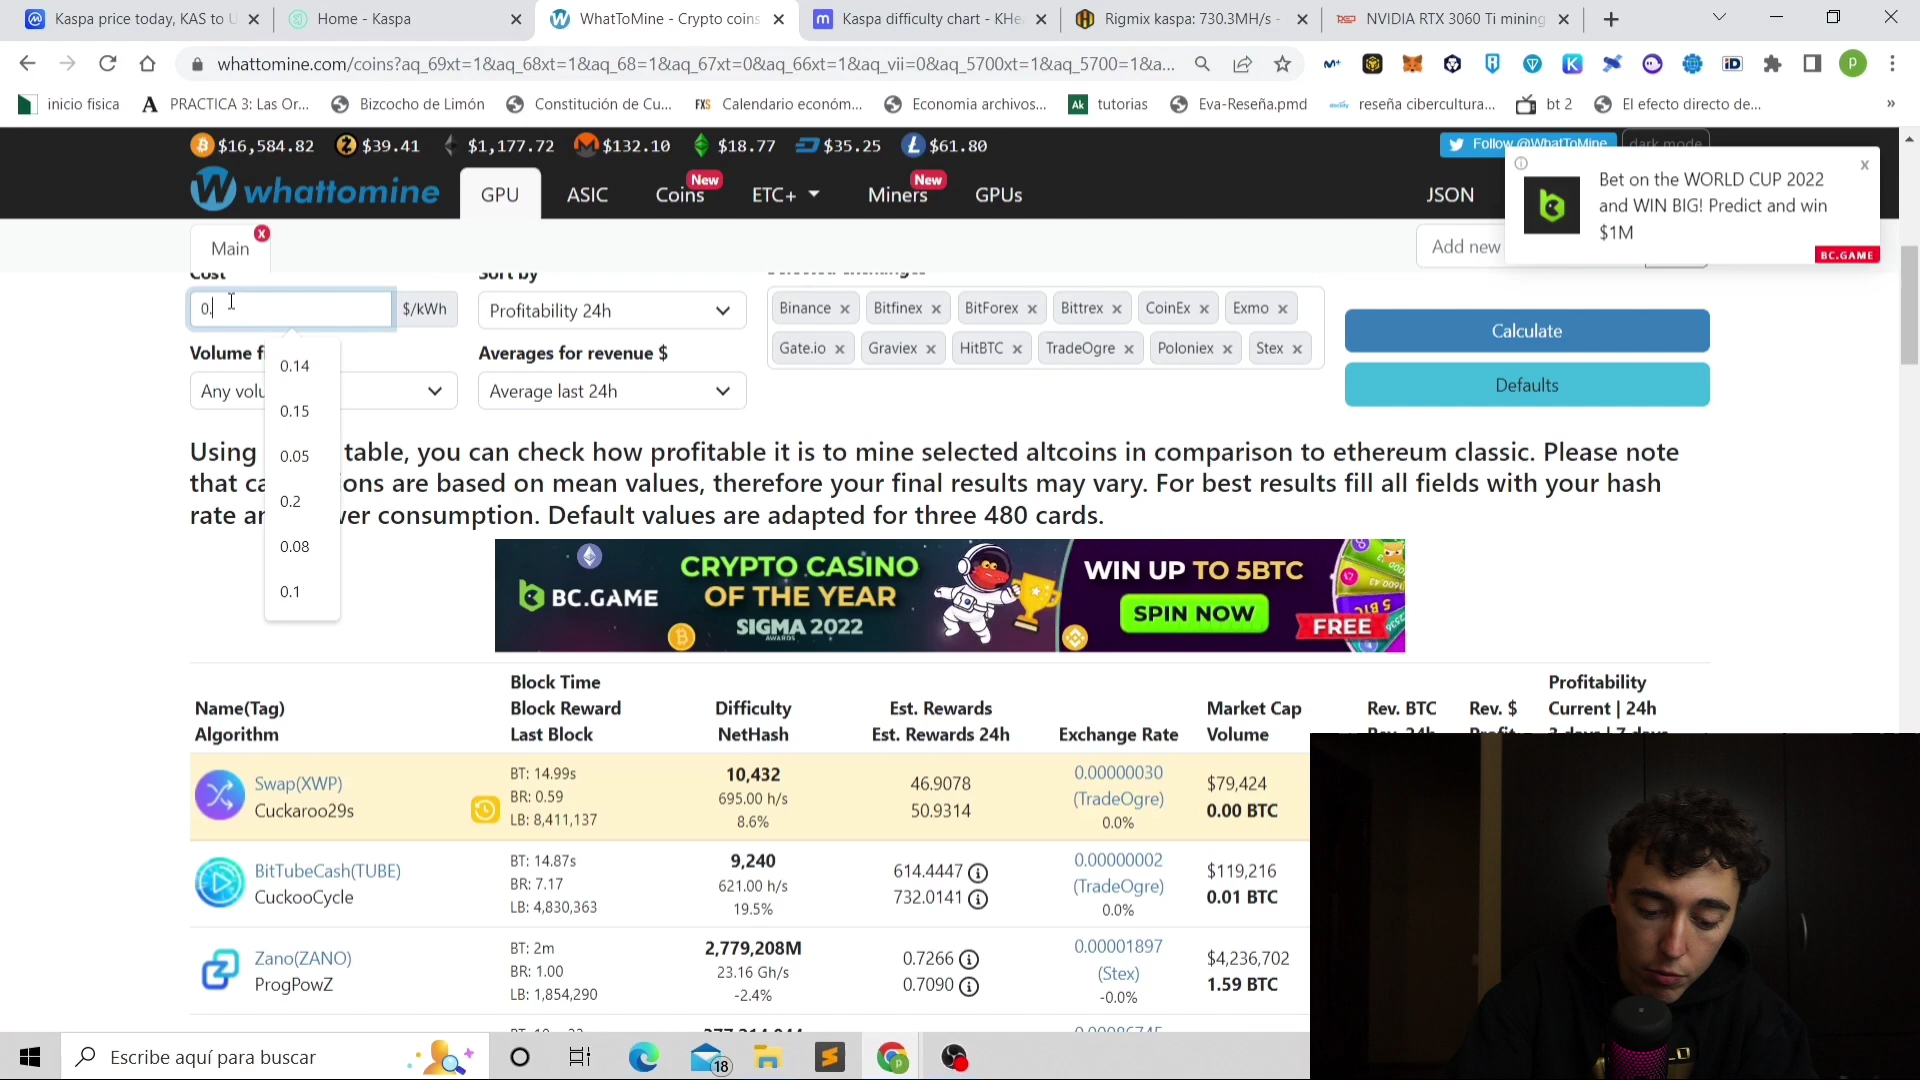 Kaspa price today, KAS to U
Home - Kaspa
WhatToMine - Crypto coins
Kaspa difficulty chart - KHea
Rigmix kaspa: 730.3MH/s -
NVIDIA RTX 3060 Ti mining
whattomine.com/coins?aq_69xt=1&aq_68xt=1&aq_68=1&aq_67xt=0&aq_66xt=1&aq_vii=0&aq_5700xt=1&aq_5700=1&a...
inicio fisica
PRACTICA 3: Las Or...
Bizcocho de Limón
Constitución de Cu...
FXS Calendario económ...
Economia archivos...
Ak tutorias
Eva-Reseña.pmd
reseña cibercultura...
bt 2
El efecto directo de...
»
$16,584.82 $39.41 $1,177.72 $132.10 $18.77 $35.25 $61.80
Follow @WhatToMine
dark mode
whattomine
GPU
ASIC
Coins New
ETC+
Miners New
GPUs
JSON
Bet on the WORLD CUP 2022
and WIN BIG! Predict and win
$1M
BC.GAME
Main
Add new
Cost
Sort by
Selected exchanges
0.
$/kWh
Profitability 24h
Binance Bitfinex BitForex Bittrex CoinEx Exmo
Gate.io Graviex HitBTC TradeOgre Poloniex Stex
Calculate
Defaults
Volume f
Averages for revenue $
Any volu
Average last 24h
0.14
0.15
0.05
0.2
0.08
0.1
Using table, you can check how profitable it is to mine selected altcoins in comparison to ethereum classic. Please note
that ca ions are based on mean values, therefore your final results may vary. For best results fill all fields with your hash
rate an wer consumption. Default values are adapted for three 480 cards.
BC.GAME
CRYPTO CASINO
OF THE YEAR
SIGMA 2022
AWARDS
WIN UP TO 5BTC
SPIN NOW
FREE
Name(Tag)
Algorithm
Block Time
Block Reward
Last Block
Difficulty
NetHash
Est. Rewards
Est. Rewards 24h
Exchange Rate
Market Cap
Volume
Rev. BTC
Rev. 24h
Rev. $
Profit
Profitability
Current | 24h
3 days | 7 days
Swap(XWP)
Cuckaroo29s
BT: 14.99s
BR: 0.59
LB: 8,411,137
10,432
695.00 h/s
8.6%
46.9078
50.9314
0.00000030
(TradeOgre)
0.0%
$79,424
0.00 BTC
BitTubeCash(TUBE)
CuckooCycle
BT: 14.87s
BR: 7.17
LB: 4,830,363
9,240
621.00 h/s
19.5%
614.4447
732.0141
0.00000002
(TradeOgre)
0.0%
$119,216
0.01 BTC
Zano(ZANO)
ProgPowZ
BT: 2m
BR: 1.00
LB: 1,854,290
2,779,208M
23.16 Gh/s
-2.4%
0.7266
0.7090
0.00001897
(Stex)
-0.0%
$4,236,702
1.59 BTC
Escribe aquí para buscar
18